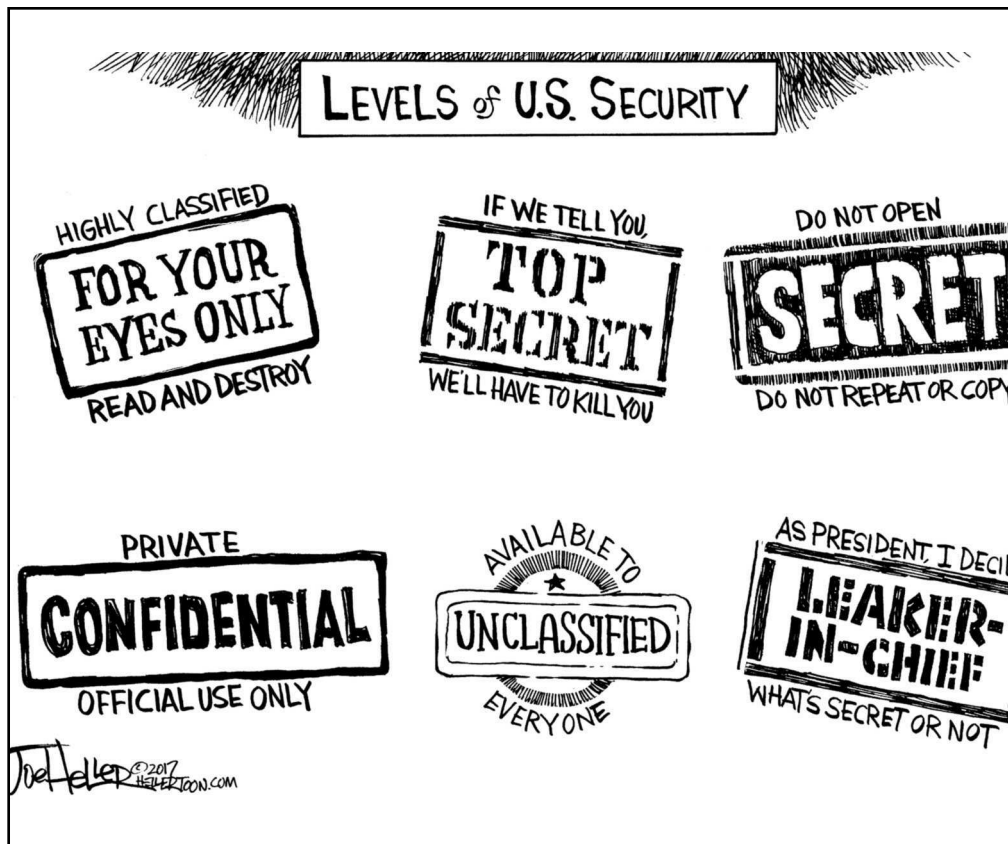 LEVELS of U.S. SECURITY
HIGHLY CLASSIFIED
FOR YOUR
EYES ONLY
READ AND DESTROY
IF WE TELL YOU,
TOP
SECRET
WE'LL HAVE TO KILL YOU
DO NOT OPEN
SECRET
DO NOT REPEAT OR COPY
PRIVATE
CONFIDENTIAL
OFFICIAL USE ONLY
AVAILABLE TO
UNCLASSIFIED
EVERYONE
AS PRESIDENT, I
LEAKER-
IN-CHIEF
WHAT'S SECRET OR NOT
JOE HELLER © 2017
HELLERTOON.COM